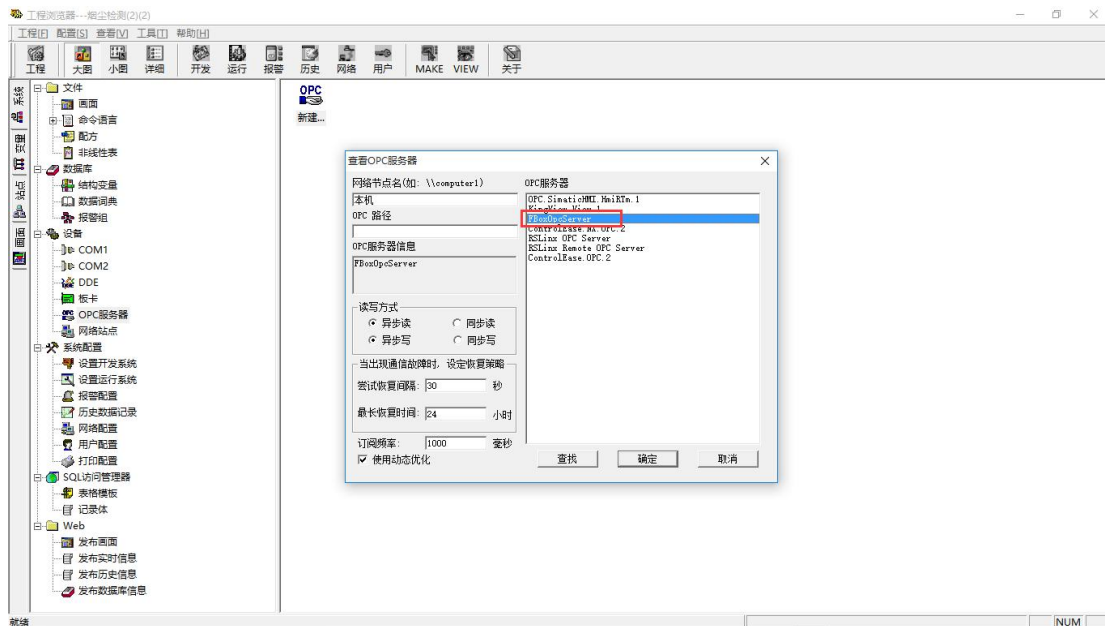 工程浏览器---烟尘检测(2)(2)
工程[F] 配置[S] 查看[V] 工具[T] 帮助[H]
工程 大图 小图 详细 开发 运行 报警 历史 网络 用户 MAKE VIEW 关于
系统
变量
站点
画面
文件
画面
命令语言
配方
非线性表
数据库
结构变量
数据词典
报警组
设备
COM1
COM2
DDE
板卡
OPC服务器
网络站点
系统配置
设置开发系统
设置运行系统
报警配置
历史数据记录
网络配置
用户配置
打印配置
SQL访问管理器
表格模板
记录体
Web
发布画面
发布实时信息
发布历史信息
发布数据库信息
OPC
新建...
查看OPC服务器
网络节点名(如: \\computer1)
本机
OPC 路径
OPC服务器信息
FBoxOpcServer
读写方式
异步读 同步读
异步写 同步写
当出现通信故障时, 设定恢复策略
尝试恢复间隔: 30 秒
最长恢复时间: 24 小时
订阅频率: 1000 毫秒
使用动态优化
OPC服务器
OPC.SimaticHMI.HmiRTm.1
KingView.View.1
FBoxOpcServer
ControlEase.AX.OPC.2
RSLinx OPC Server
RSLinx Remote OPC Server
ControlEase.OPC.2
查找 确定 取消
就绪
NUM